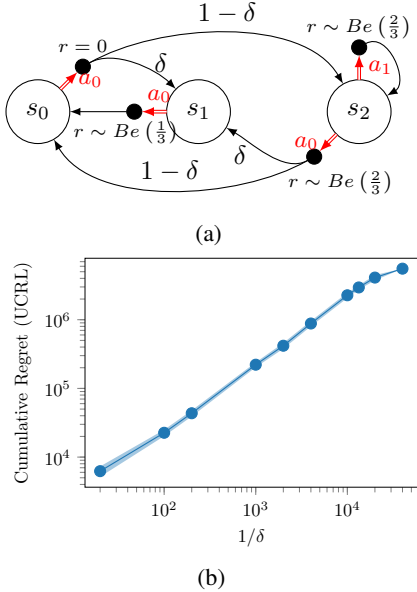 1 − δ
r ∼ Be (2/3)
r = 0
δ
a₀
a₁
s₀
a₀
s₁
s₂
r ∼ Be (1/3)
a₀
δ
r ∼ Be (2/3)
1 − δ
(a)
Cumulative Regret (UCRL)
10⁶
10⁵
10⁴
10² 10³ 10⁴
1/δ
(b)